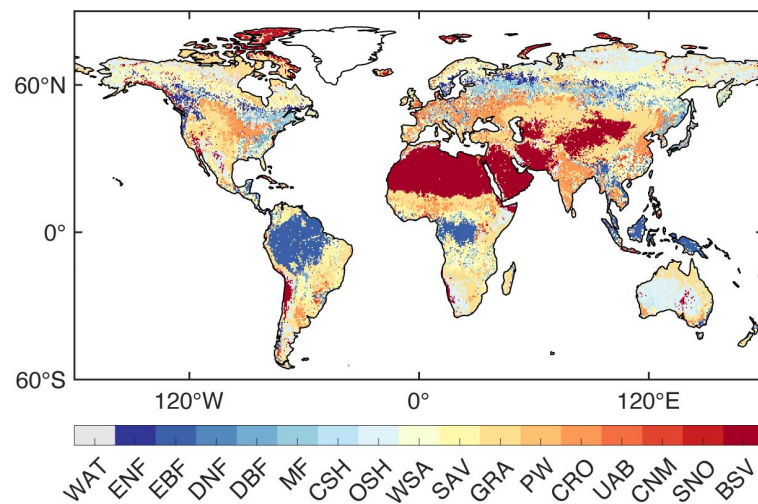 60°N
0°
60°S
120°W 0° 120°E
WAT ENF EBF DNF DBF MF CSH OSH WSA SAV GRA PW CRO UAB CNM SNO BSV